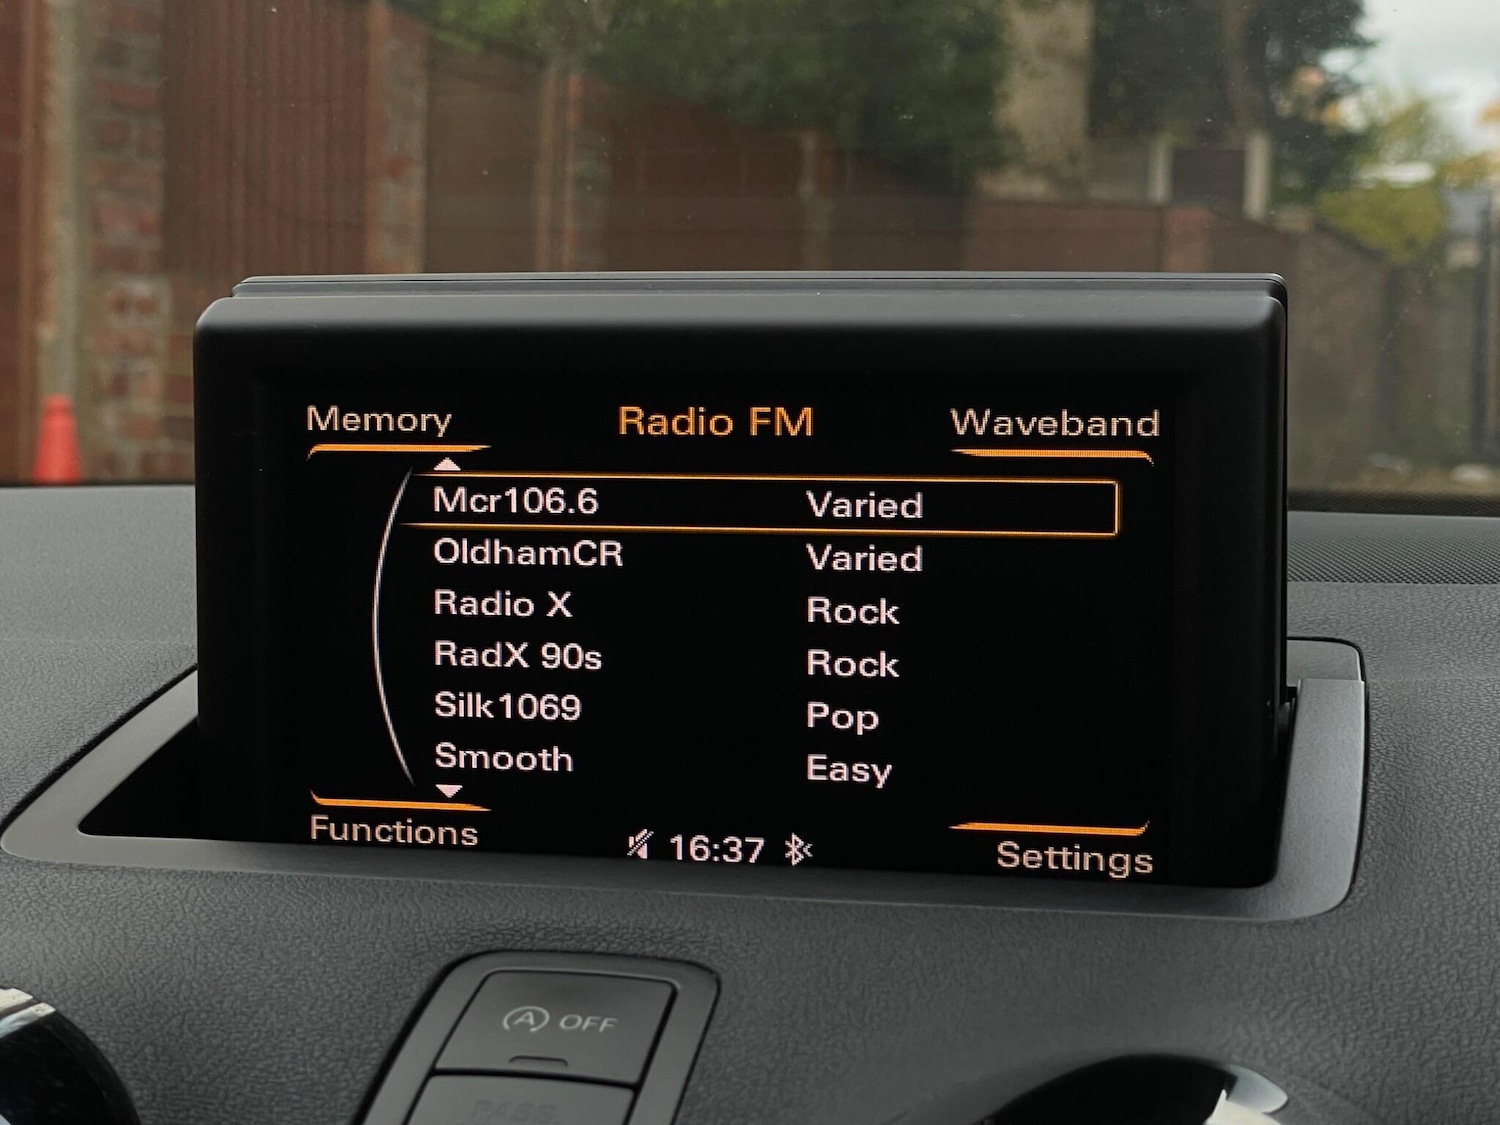 Memory Radio FM Waveband
Mcr106.6 Varied
OldhamCR Varied
Radio X Rock
RadX 90s Rock
Silk1069 Pop
Smooth Easy
Functions 16:37 Settings
A OFF